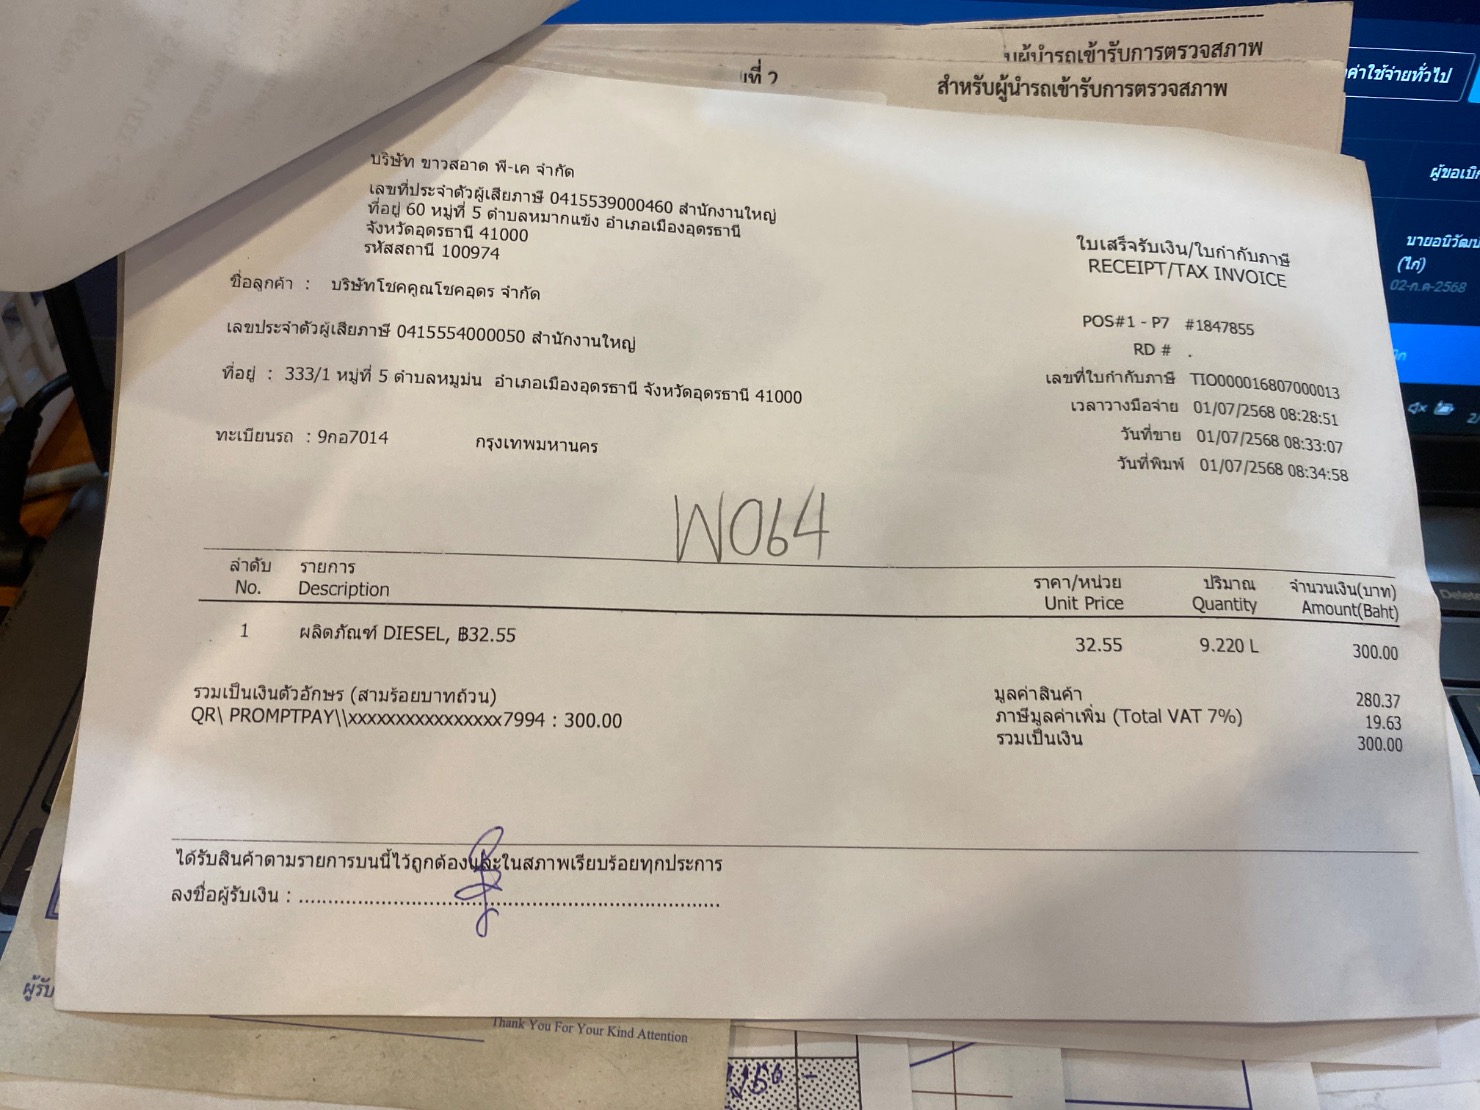 ผู้นำรถเข้ารับการตรวจสภาพ
ที่ 2
สำหรับผู้นำรถเข้ารับการตรวจสภาพ
ค่าใช้จ่ายทั่วไป
นายอนิวัฒน์
(ไก่)
02-ก.ค-2568
Delete
บริษัท ขาวสอาด พี-เค จำกัด
เลขที่ประจำตัวผู้เสียภาษี 0415539000460 สำนักงานใหญ่
ที่อยู่ 60 หมู่ที่ 5 ตำบลหมากแข้ง อำเภอเมืองอุดรธานี
จังหวัดอุดรธานี 41000
รหัสสถานี 100974
ใบเสร็จรับเงิน/ใบกำกับภาษี
RECEIPT/TAX INVOICE
ชื่อลูกค้า : บริษัทโชคคูณโชคอุดร จำกัด
เลขประจำตัวผู้เสียภาษี 0415554000050 สำนักงานใหญ่
ที่อยู่ : 333/1 หมู่ที่ 5 ตำบลหมูม่น อำเภอเมืองอุดรธานี จังหวัดอุดรธานี 41000
ทะเบียนรถ : 9กอ7014 กรุงเทพมหานคร
POS#1 - P7 #1847855
RD # .
เลขที่ใบกำกับภาษี TIO000016807000013
เวลาวางมือจ่าย 01/07/2568 08:28:51
วันที่ขาย 01/07/2568 08:33:07
วันที่พิมพ์ 01/07/2568 08:34:58
W064
ลำดับ รายการ ราคา/หน่วย ปริมาณ จำนวนเงิน(บาท)
No. Description Unit Price Quantity Amount(Baht)
1 ผลิตภัณฑ์ DIESEL, ฿32.55 32.55 9.220 L 300.00
รวมเป็นเงินตัวอักษร (สามร้อยบาทถ้วน)
QR\ PROMPTPAY\\xxxxxxxxxxxxxxxx7994 : 300.00
มูลค่าสินค้า 280.37
ภาษีมูลค่าเพิ่ม (Total VAT 7%) 19.63
รวมเป็นเงิน 300.00
ได้รับสินค้าตามรายการบนนี้ไว้ถูกต้องและในสภาพเรียบร้อยทุกประการ
ลงชื่อผู้รับเงิน : ........................................................................
ผู้รับ
Thank You For Your Kind Attention